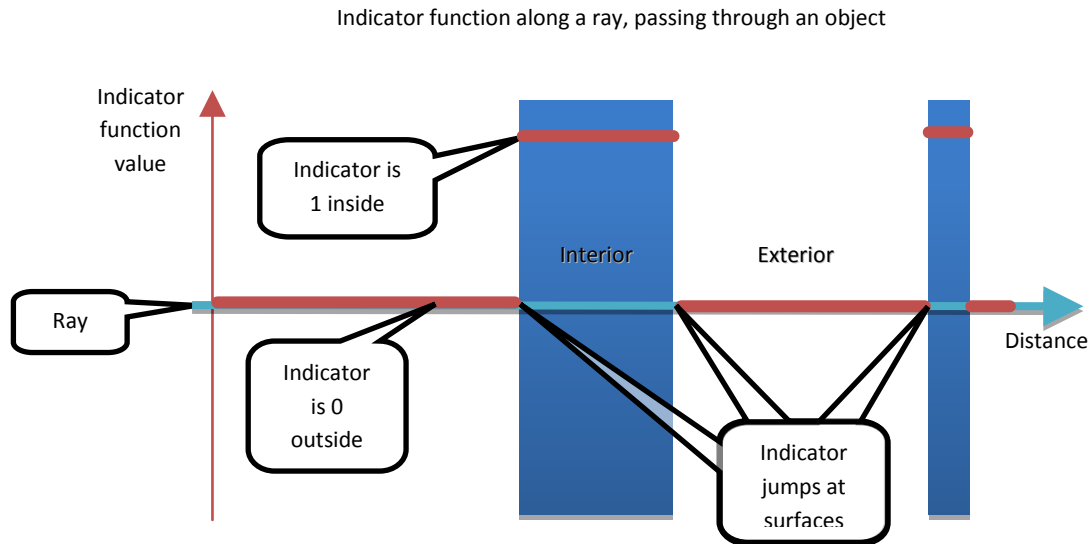 Indicator function along a ray, passing through an object
Indicator
function
value
Indicator is
1 inside
Interior
Exterior
Ray
Distance
Indicator
is 0
outside
Indicator
jumps at
surfaces